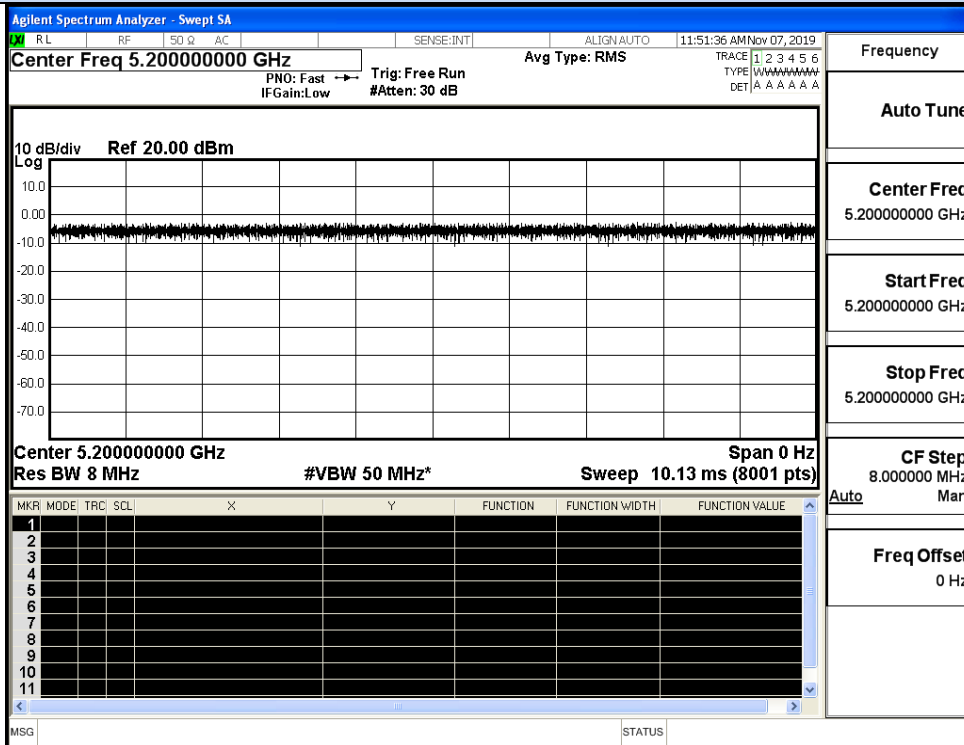 Agilent Spectrum Analyzer - Swept SA
LXI RL RF 50 Ω AC SENSE:INT ALIGN AUTO 11:51:36 AM Nov 07, 2019
Center Freq 5.200000000 GHz
Avg Type: RMS
TRACE 1 2 3 4 5 6
PNO: Fast
Trig: Free Run
TYPE WWWWWW
IFGain:Low
#Atten: 30 dB
DET A A A A A A
10 dB/div Ref 20.00 dBm
Log
10.0
0.00
-10.0
-20.0
-30.0
-40.0
-50.0
-60.0
-70.0
Center 5.200000000 GHz Span 0 Hz
Res BW 8 MHz #VBW 50 MHz* Sweep 10.13 ms (8001 pts)
MKR MODE TRC SCL X Y FUNCTION FUNCTION WIDTH FUNCTION VALUE
1
2
3
4
5
6
7
8
9
10
11
MSG STATUS
Frequency
Auto Tune
Center Freq
5.200000000 GHz
Start Freq
5.200000000 GHz
Stop Freq
5.200000000 GHz
CF Step
8.000000 MHz
Auto Man
Freq Offset
0 Hz